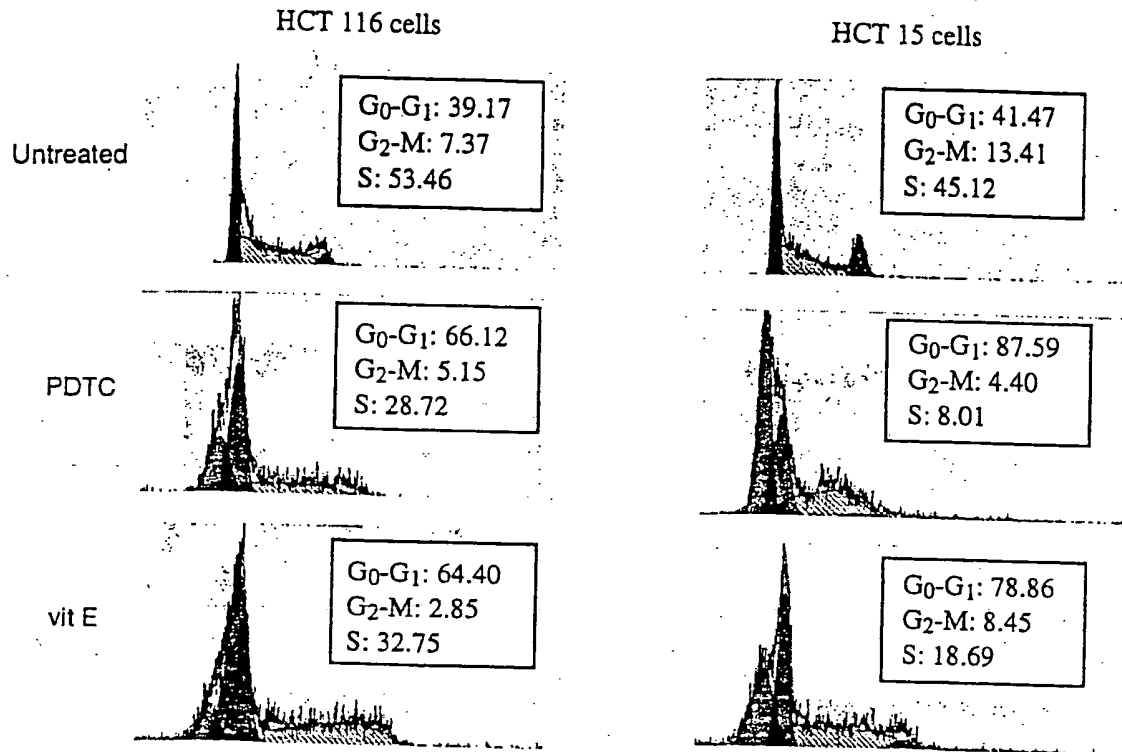 HCT 116 cells
HCT 15 cells
Untreated
G0-G1: 39.17
G2-M: 7.37
S: 53.46
G0-G1: 41.47
G2-M: 13.41
S: 45.12
PDTC
G0-G1: 66.12
G2-M: 5.15
S: 28.72
G0-G1: 87.59
G2-M: 4.40
S: 8.01
vit E
G0-G1: 64.40
G2-M: 2.85
S: 32.75
G0-G1: 78.86
G2-M: 8.45
S: 18.69